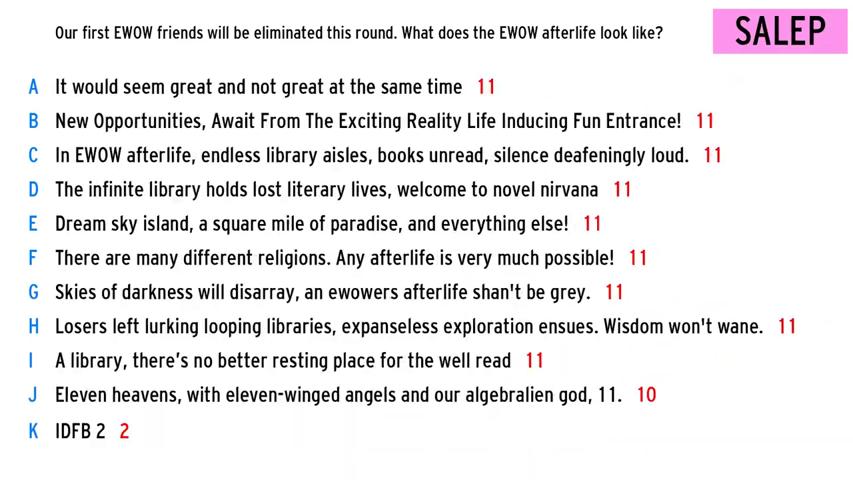 Our first EWOW friends will be eliminated this round. What does the EWOW afterlife look like?
SALEP
A It would seem great and not great at the same time 11
B New Opportunities, Await From The Exciting Reality Life Inducing Fun Entrance! 11
C In EWOW afterlife, endless library aisles, books unread, silence deafeningly loud. 11
D The infinite library holds lost literary lives, welcome to novel nirvana 11
E Dream sky island, a square mile of paradise, and everything else! 11
F There are many different religions. Any afterlife is very much possible! 11
G Skies of darkness will disarray, an ewowers afterlife shan't be grey. 11
H Losers left lurking looping libraries, expanseless exploration ensues. Wisdom won't wane. 11
I A library, there’s no better resting place for the well read 11
J Eleven heavens, with eleven-winged angels and our algebralien god, 11. 10
K IDFB 2 2